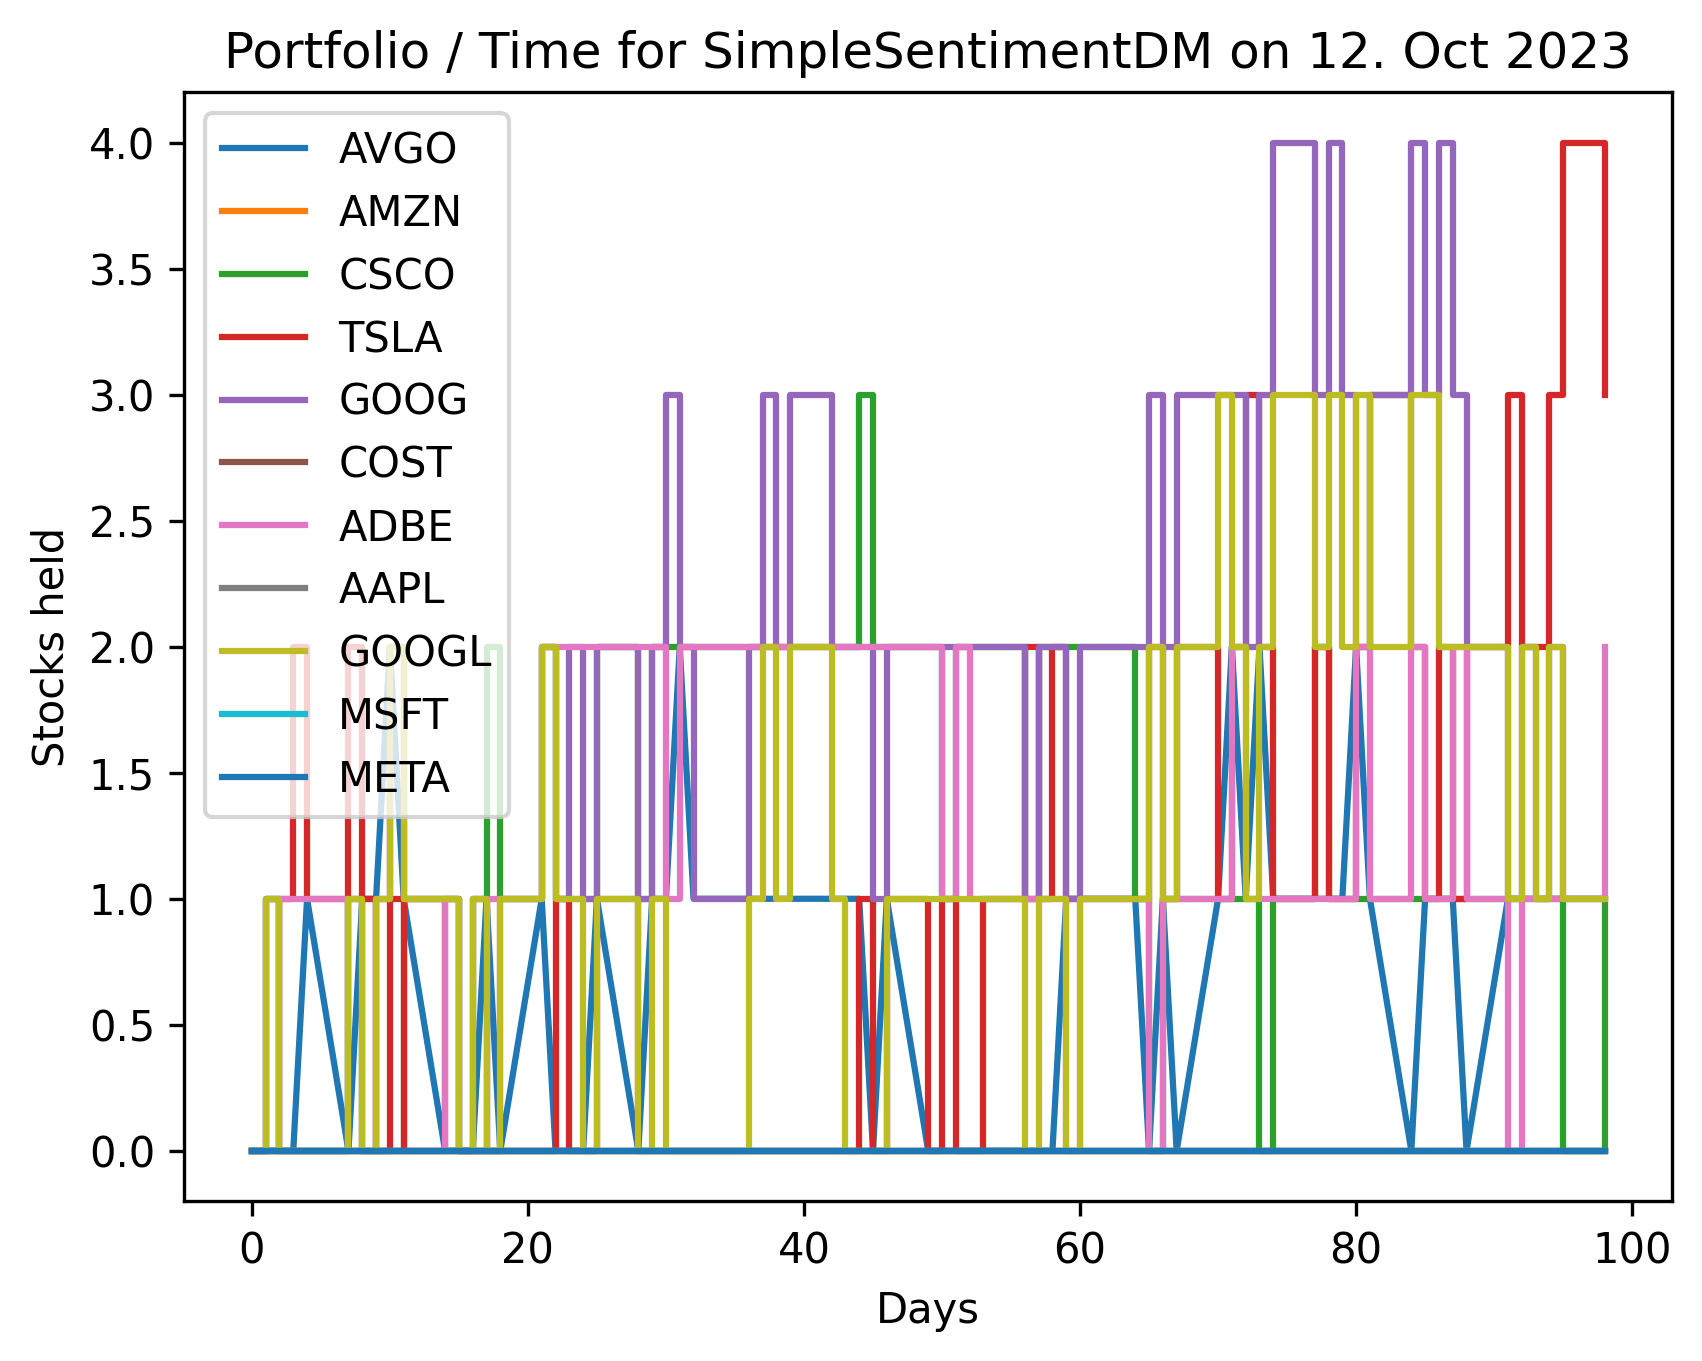 Portfolio / Time for SimpleSentimentDM on 12. Oct 2023
AVGO
AMZN
CSCO
TSLA
GOOG
COST
ADBE
AAPL
GOOGL
MSFT
META
Stocks held
4.0
3.5
3.0
2.5
2.0
1.5
1.0
0.5
0.0
0 20 40 60 80 100
Days